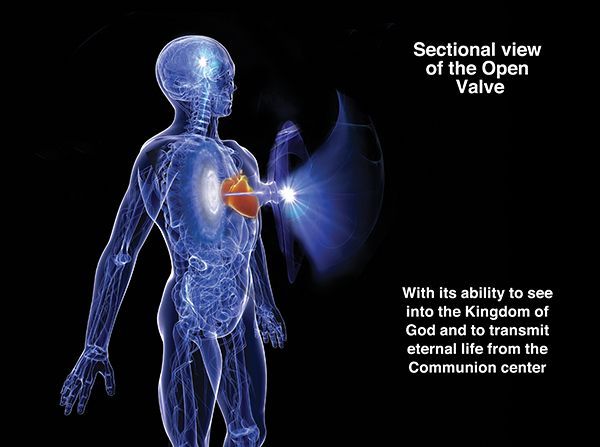 Sectional view
of the Open
Valve
With its ability to see
into the Kingdom of
God and to transmit
eternal life from the
Communion center